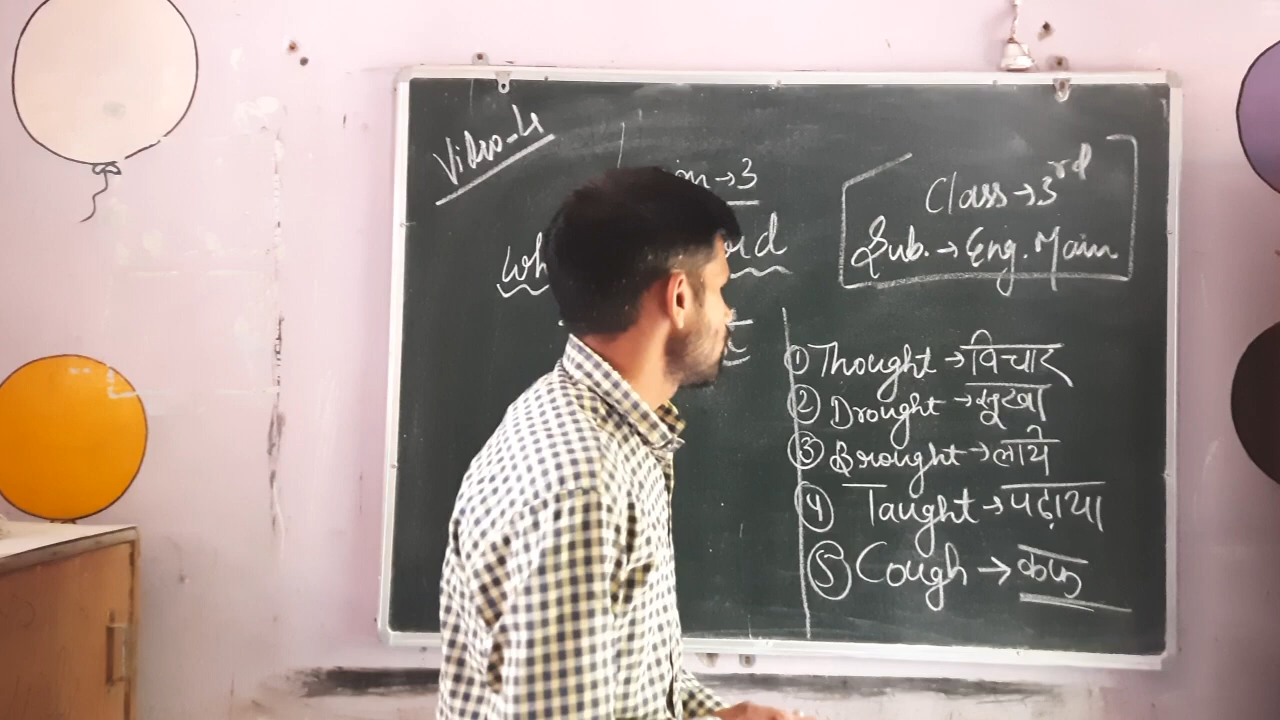 Video-4
→3
Class→3rd
Sub.→Eng. Main
① Thought→विचार
② Drought→सूखा
③ Brought→लाये
④ Taught→पढ़ाया
⑤ Cough→कफ